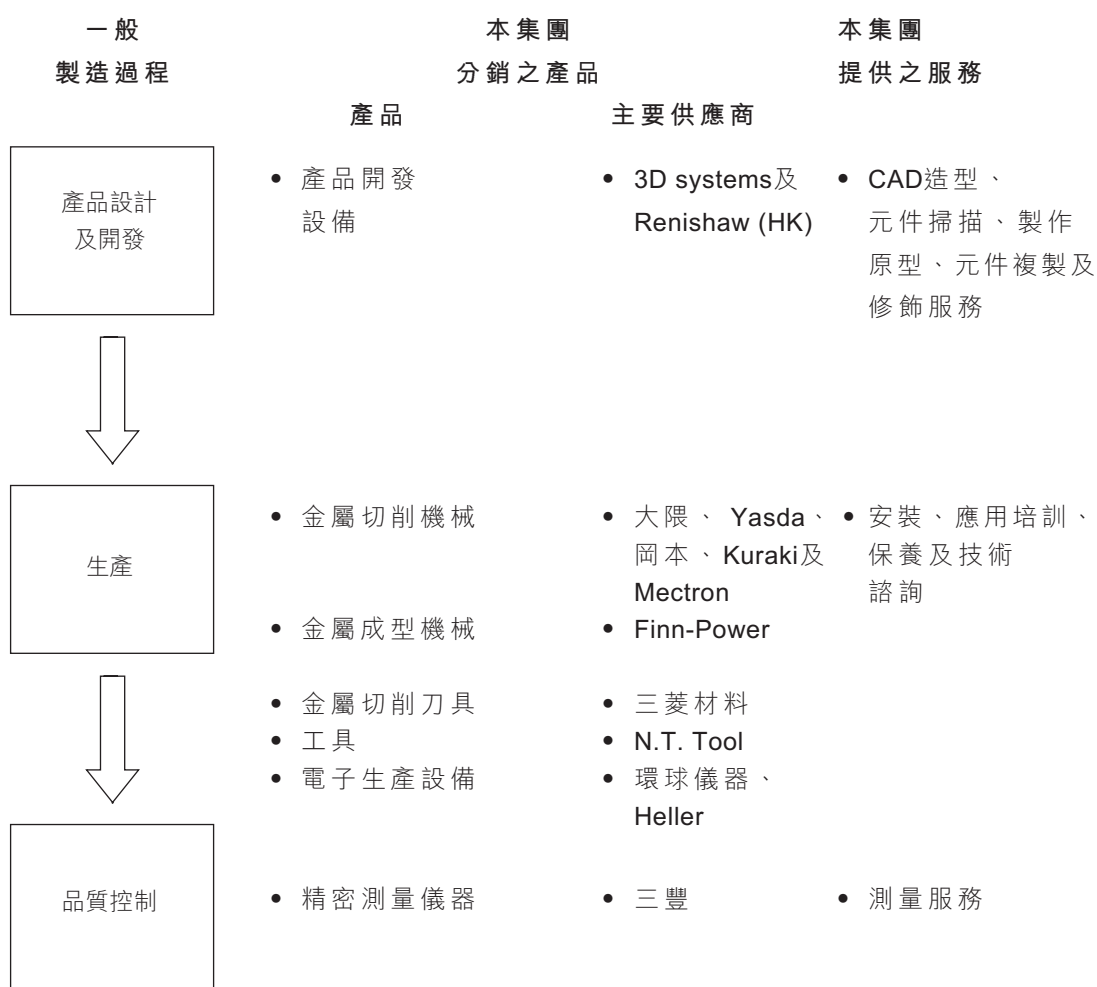 一般
製造過程
本集團
分銷之產品
本集團
提供之服務
產品
主要供應商
產品設計
及開發
• 產品開發
設備
• 3D systems及
Renishaw (HK)
• CAD造型、
元件掃描、製作
原型、元件複製及
修飾服務
生產
• 金屬切削機械
• 大隈、Yasda、
岡本、Kuraki及
Mectron
• 安裝、應用培訓、
保養及技術
諮詢
• 金屬成型機械
• Finn-Power
• 金屬切削刀具
• 三菱材料
• 工具
• N.T. Tool
• 電子生產設備
• 環球儀器、
Heller
品質控制
• 精密測量儀器
• 三豐
• 測量服務